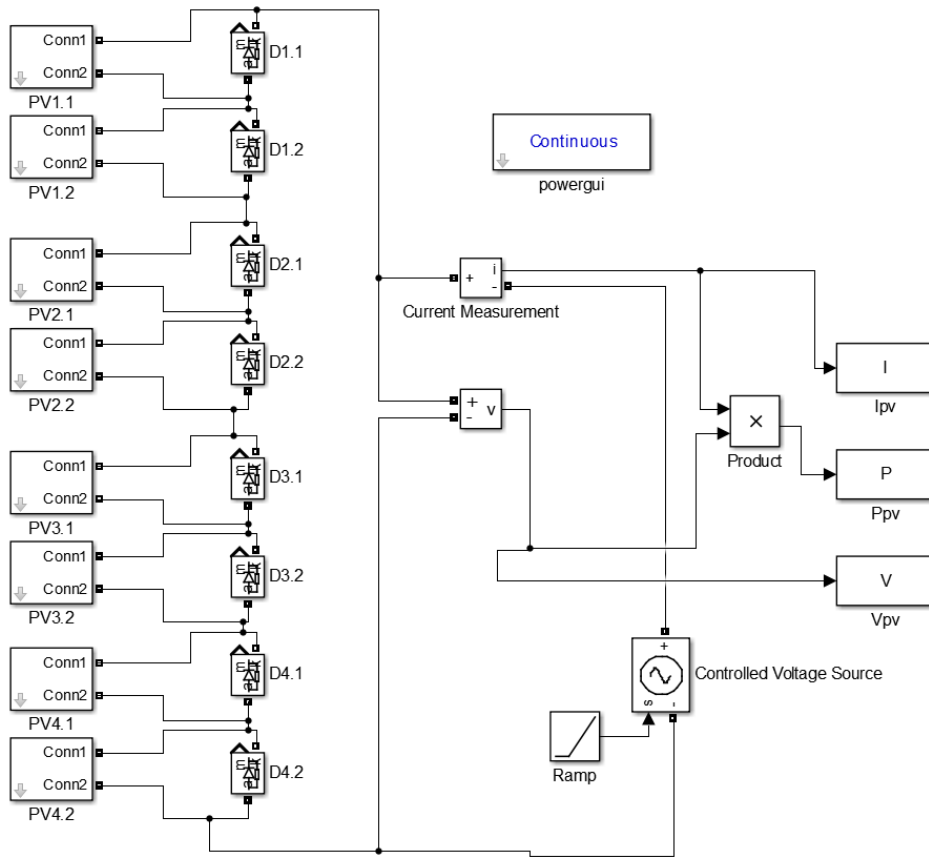 Conn1
Conn2
PV1.1
D1.1
Conn1
Conn2
PV1.2
D1.2
Continuous
powergui
Conn1
Conn2
PV2.1
D2.1
Conn1
Conn2
PV2.2
D2.2
+
i
-
Current Measurement
+
-
v
I
Ipv
×
Product
P
Ppv
V
Vpv
Conn1
Conn2
PV3.1
D3.1
Conn1
Conn2
PV3.2
D3.2
Conn1
Conn2
PV4.1
D4.1
Conn1
Conn2
PV4.2
D4.2
+
s
-
Controlled Voltage Source
Ramp